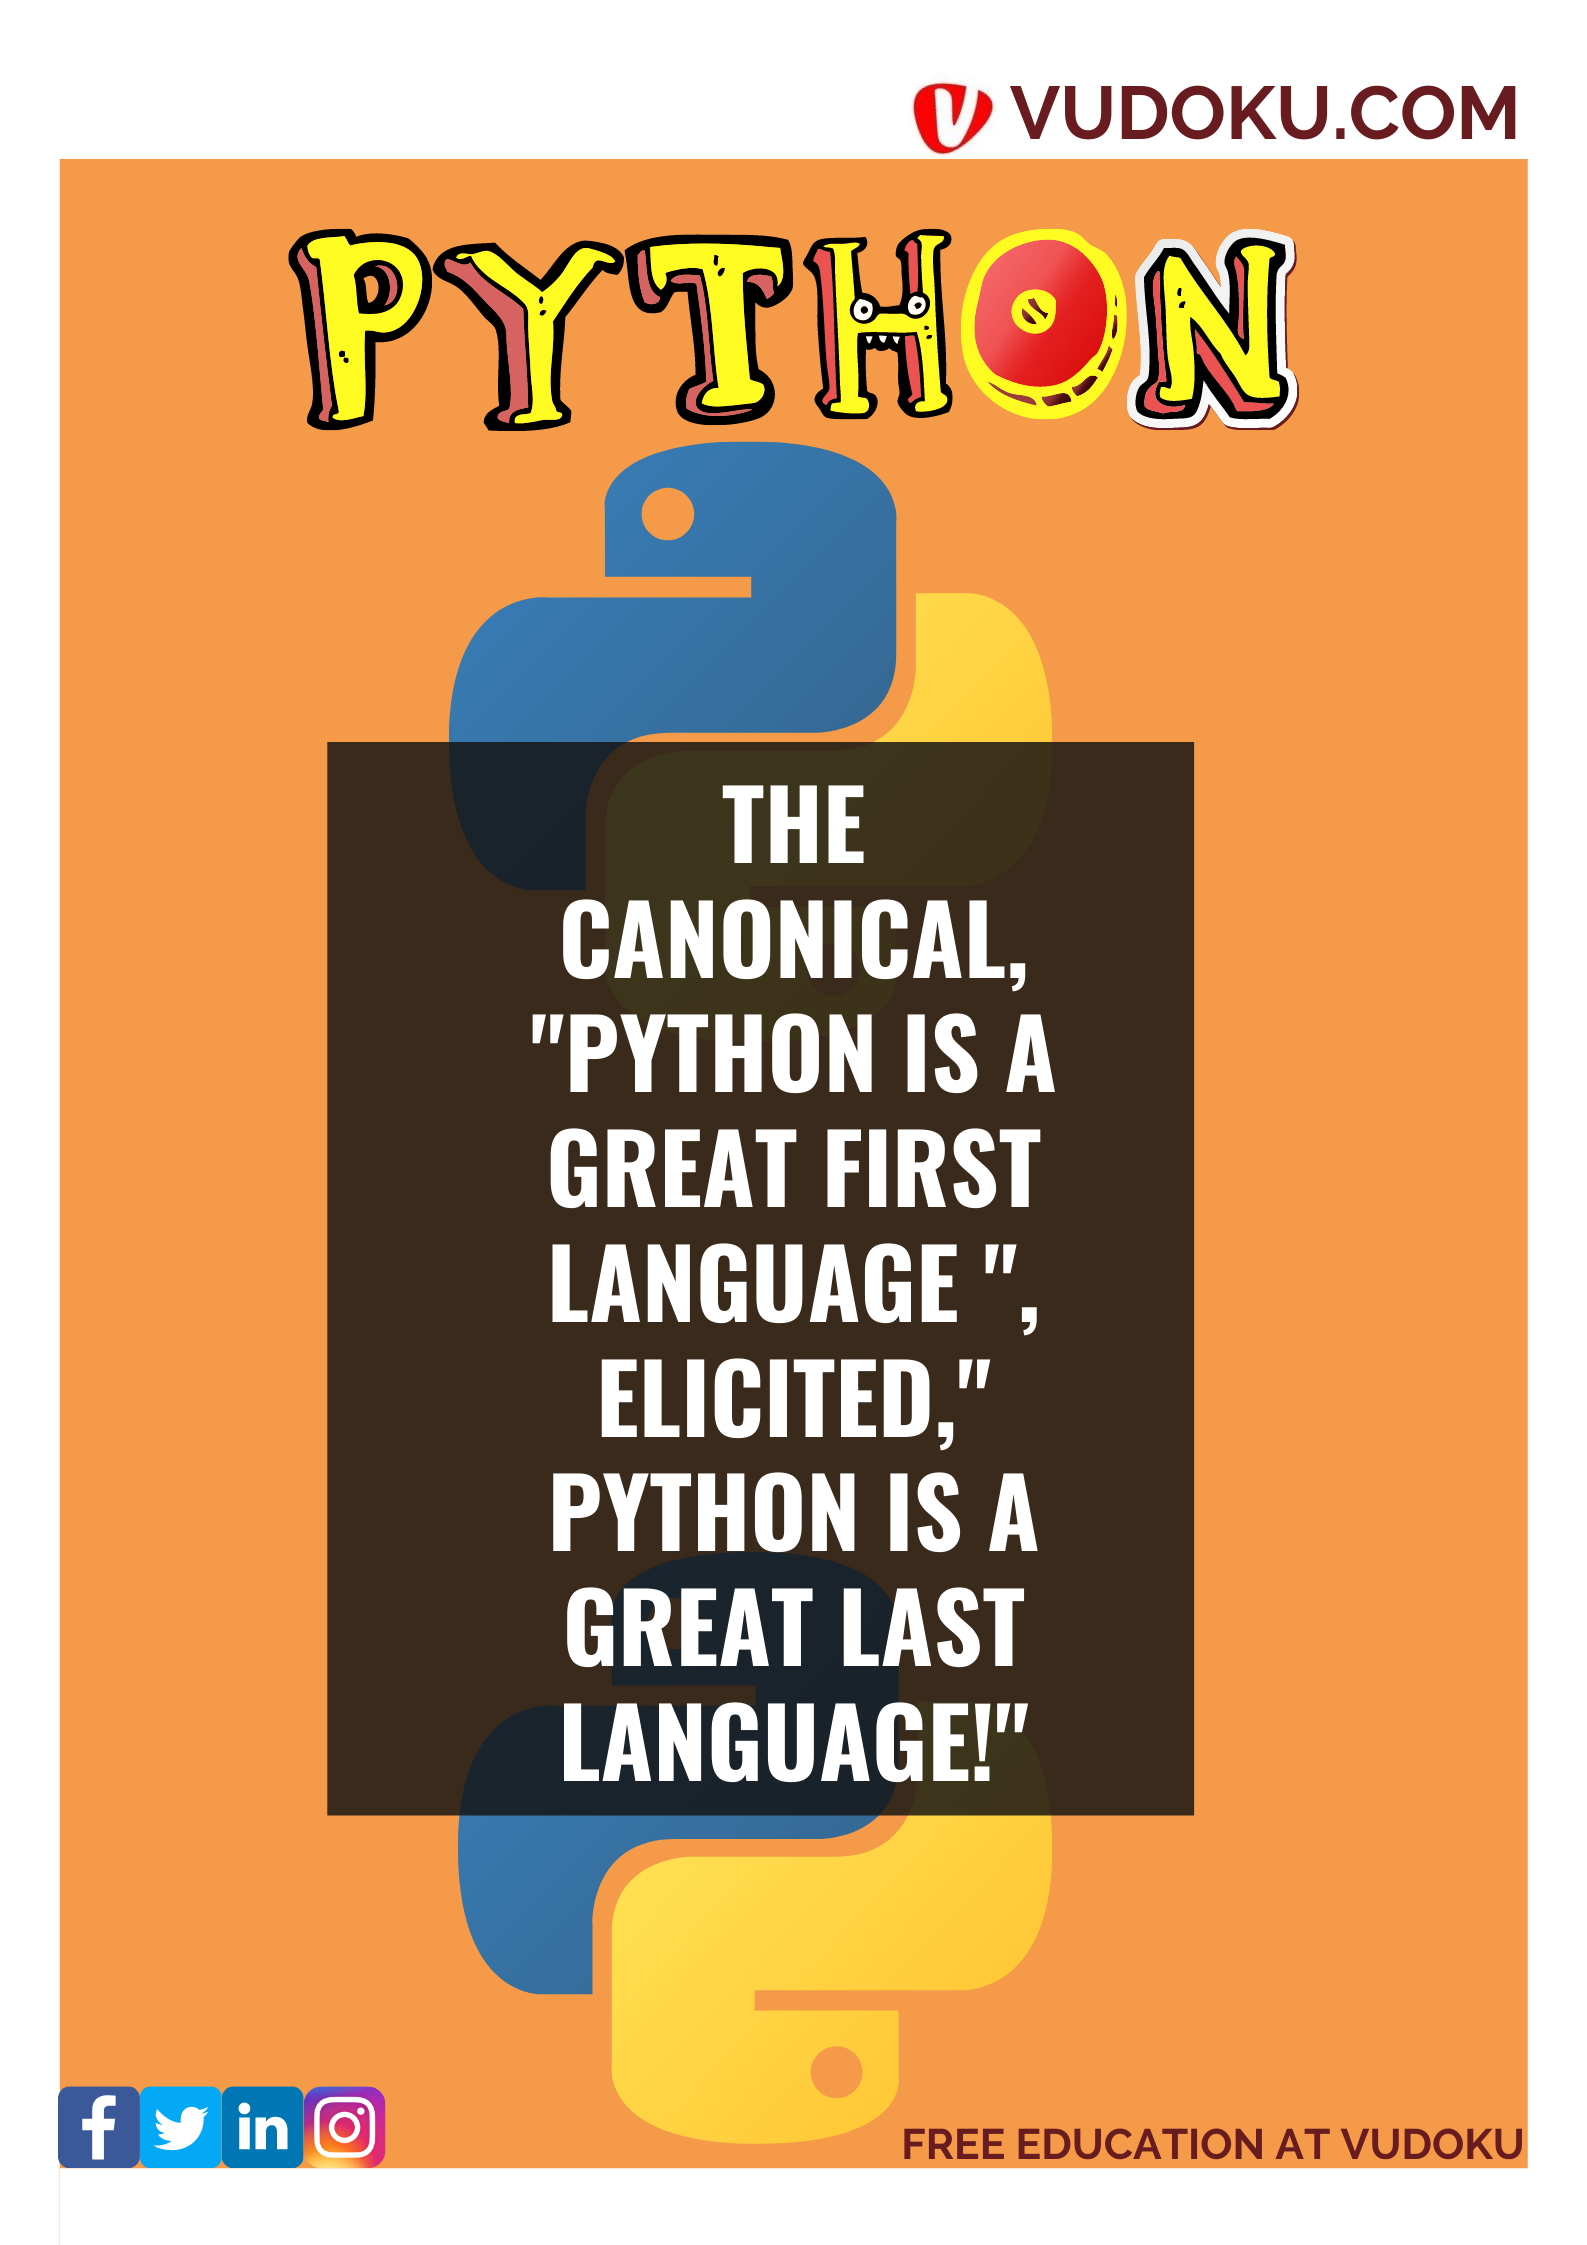 VUDOKU.COM
PYTHON
THE
CANONICAL,
"PYTHON IS A
GREAT FIRST
LANGUAGE ",
ELICITED,"
PYTHON IS A
GREAT LAST
LANGUAGE!"
FREE EDUCATION AT VUDOKU